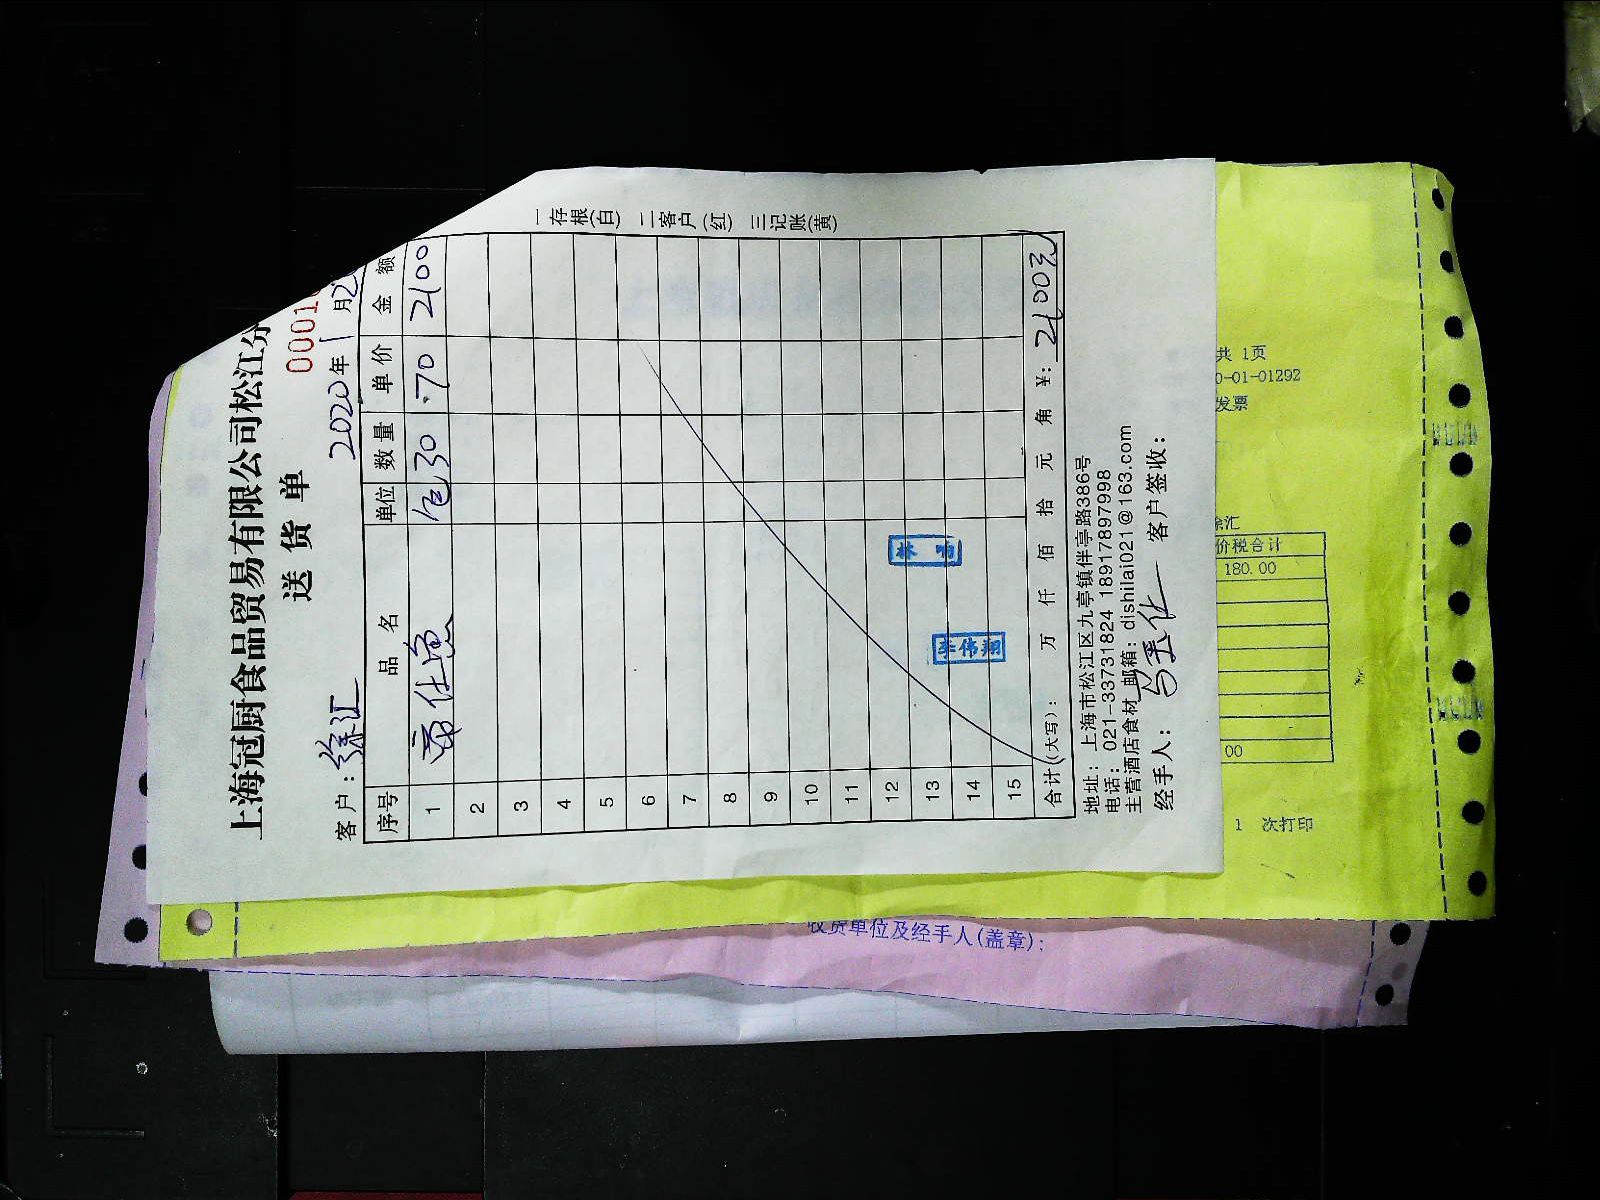 上海冠厨食品贸易有限公司松江分
送货单
0001
客户：徐汇 2020年1月2
序号 品名 单位 数量 单价 金额
1 帝仕鱼 包 30 70 2100
2
3
4
5
6
7
8
9
10
11
12
13
14
15
合计(大写)： 万 仟 佰 拾 元 角 ¥： 2100元
地址： 上海市松江区九亭镇伴亭路386号
电话： 021-33731824 18917897998
主营酒店食材 邮箱：dishilai021@163.com
经手人： 客户签收：
一存根(白) 二客户(红) 三记账(黄)
共 1页
0-01-01292
发票
徐汇
价税合计
180.00
00
1 次打印
收货单位及经手人(盖章)：